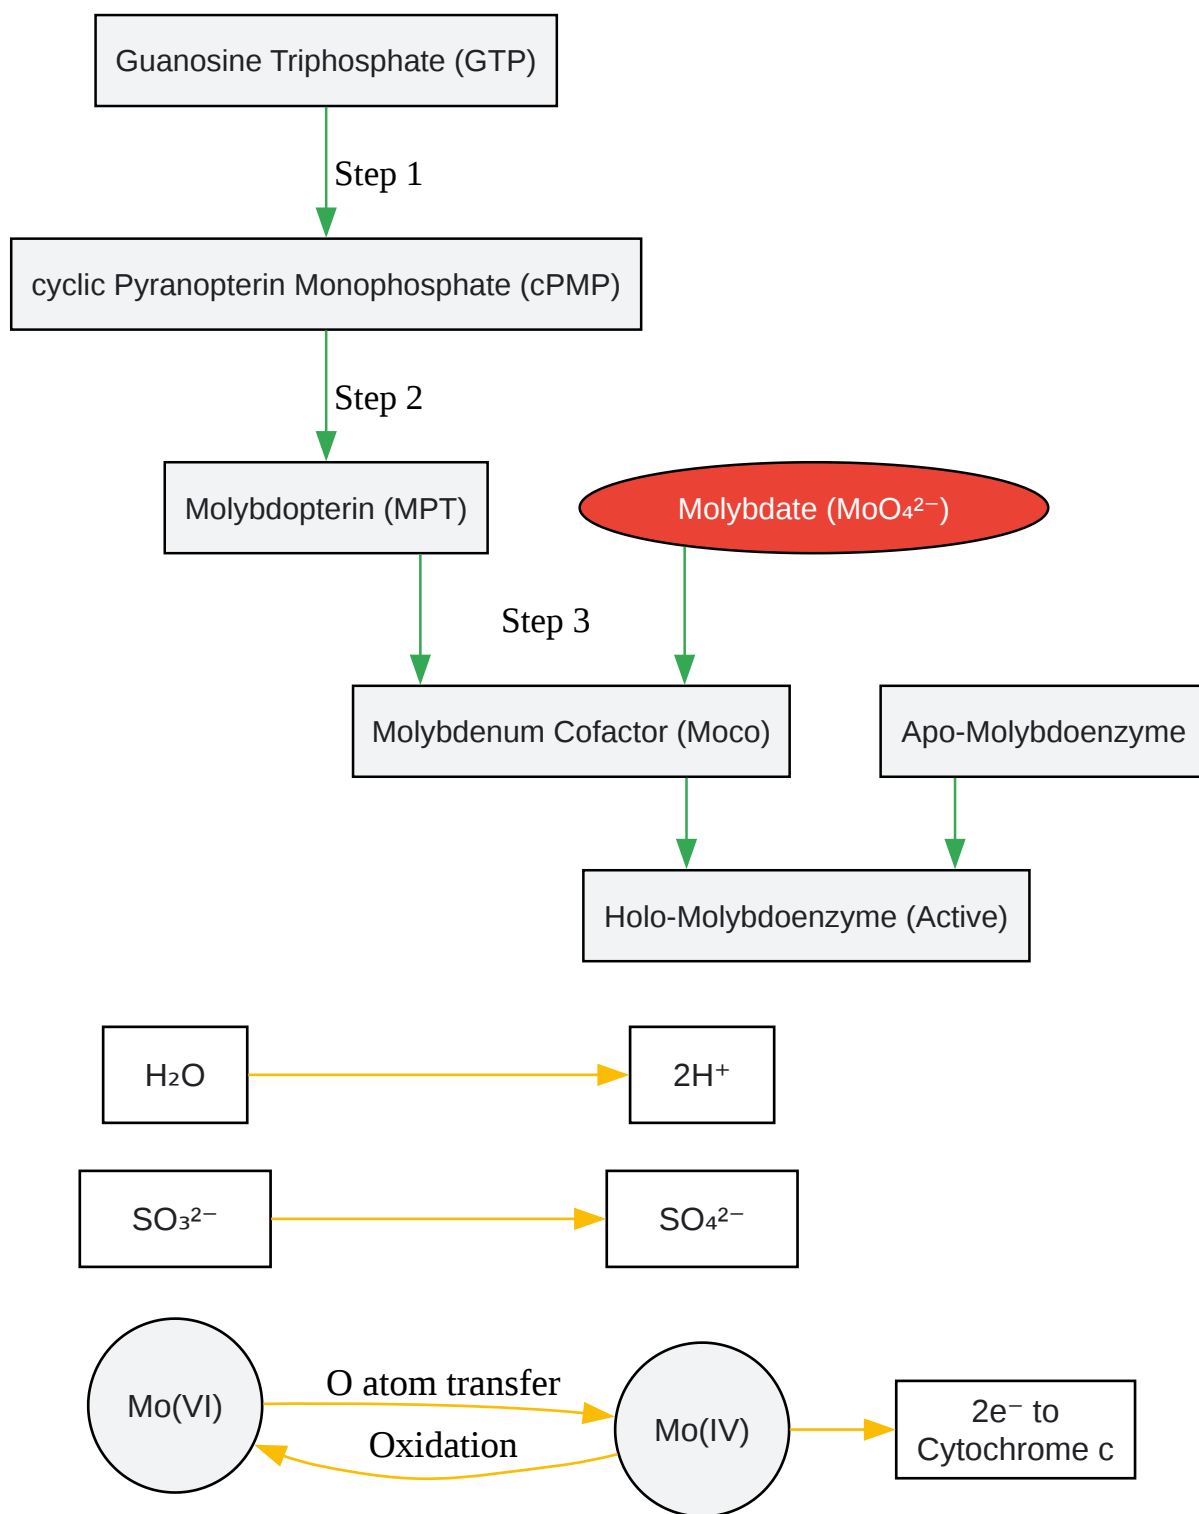 Guanosine Triphosphate (GTP)
Step 1
cyclic Pyranopterin Monophosphate (cPMP)
Step 2
Molybdopterin (MPT)
Molybdate (MoO₄²⁻)
Step 3
Molybdenum Cofactor (Moco)
Apo-Molybdoenzyme
Holo-Molybdoenzyme (Active)
H₂O
2H⁺
SO₃²⁻
SO₄²⁻
O atom transfer
Mo(VI)
Oxidation
Mo(IV)
2e⁻ to
Cytochrome c